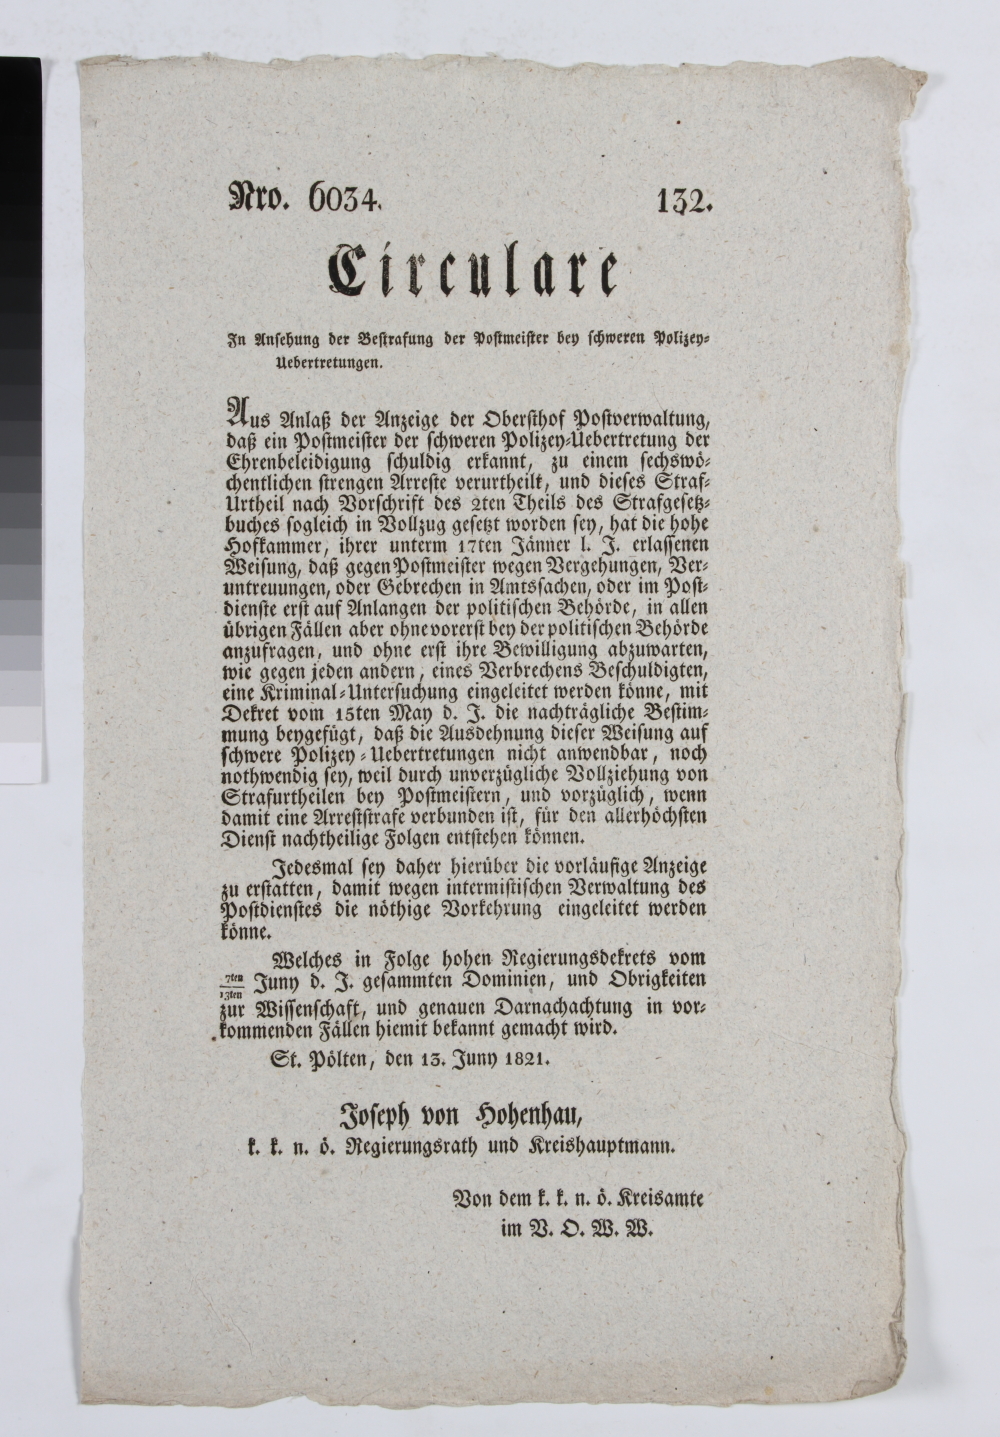 Nro. 6034. 132.
Circulare
In Ansehung der Bestrafung der Postmeister bey schweren Polizey-
Uebertretungen.
Aus Anlaß der Anzeige der Obersthof Postverwaltung,
daß ein Postmeister der schweren Polizey-Uebertretung der
Ehrenbeleidigung schuldig erkannt, zu einem sechswö-
chentlichen strengen Arreste verurtheilt, und dieses Straf-
Urtheil nach Vorschrift des 2ten Theils des Strafgesetz-
buches sogleich in Vollzug gesetzt worden sey, hat die hohe
Hofkammer, ihrer unterm 17ten Jänner l. J. erlassenen
Weisung, daß gegen Postmeister wegen Vergehungen, Ver-
untreuungen, oder Gebrechen in Amtssachen, oder im Post-
dienste erst auf Anlangen der politischen Behörde, in allen
übrigen Fällen aber ohne vorerst bey der politischen Behörde
anzufragen, und ohne erst ihre Bewilligung abzuwarten,
wie gegen jeden andern, eines Verbrechens Beschuldigten,
eine Kriminal-Untersuchung eingeleitet werden könne, mit
Dekret vom 15ten May d. J. die nachträgliche Bestim-
mung beygefügt, daß die Ausdehnung dieser Weisung auf
schwere Polizey-Uebertretungen nicht anwendbar, noch
nothwendig sey, weil durch unverzügliche Vollziehung von
Strafurtheilen bey Postmeistern, und vorzüglich, wenn
damit eine Arreststrafe verbunden ist, für den allerhöchsten
Dienst nachtheilige Folgen entstehen können.
Jedesmal sey daher hierüber die vorläufige Anzeige
zu erstatten, damit wegen intermistischen Verwaltung des
Postdienstes die nöthige Vorkehrung eingeleitet werden
könne.
Welches in Folge hohen Regierungsdekrets vom
7ten/13ten Juny d. J. gesammten Dominien, und Obrigkeiten
zur Wissenschaft, und genauen Darnachachtung in vor-
kommenden Fällen hiemit bekannt gemacht wird.
St. Pölten, den 13. Juny 1821.
Joseph von Hohenhau,
k. k. n. ö. Regierungsrath und Kreishauptmann.
Von dem k. k. n. ö. Kreisamte
im V. O. W. W.